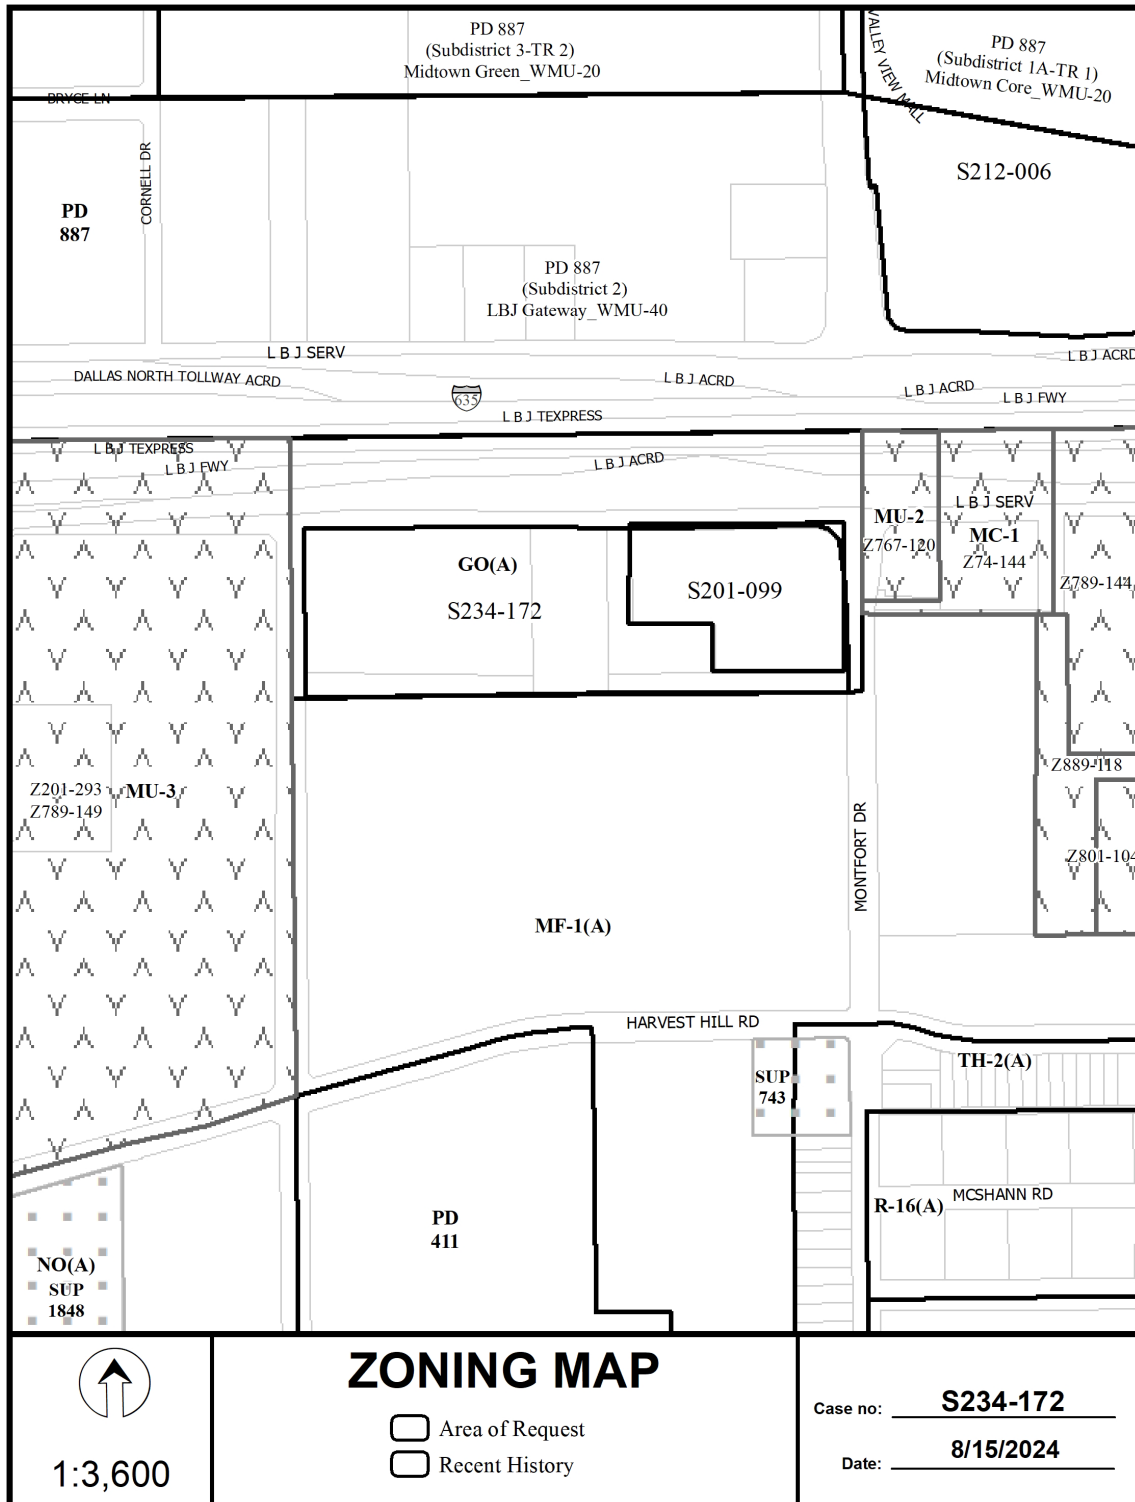 PD 887
(Subdistrict 3-TR 2)
Midtown Green_WMU-20
VALLEY VIEW MALL
PD 887
(Subdistrict 1A-TR 1)
Midtown Core_WMU-20
BRYCE LN
CORNELL DR
S212-006
PD
887
PD 887
(Subdistrict 2)
LBJ Gateway_WMU-40
L B J SERV
L B J ACRD
DALLAS NORTH TOLLWAY ACRD
L B J ACRD
L B J ACRD
635
L B J FWY
L B J TEXPRESS
L B J TEXPRESS
L B J FWY
L B J ACRD
L B J SERV
MU-2
Z767-120
MC-1
Z74-144
GO(A)
S234-172
S201-099
Z789-144
Z889-118
Z201-293
Z789-149
MU-3
MONTFORT DR
Z801-104
MF-1(A)
HARVEST HILL RD
TH-2(A)
SUP
743
R-16(A)
MCSHANN RD
PD
411
NO(A)
SUP
1848
ZONING MAP
Area of Request
Recent History
1:3,600
Case no: S234-172
Date: 8/15/2024